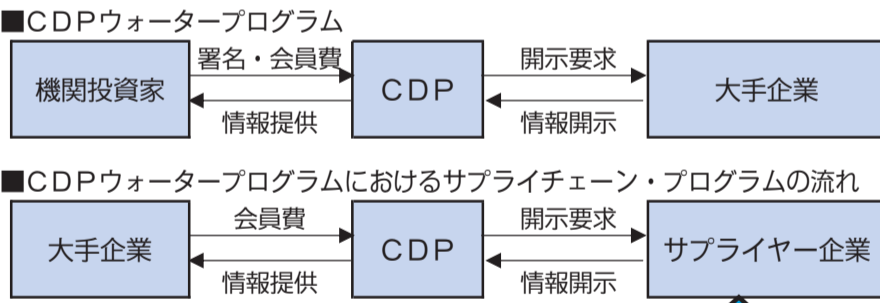 ■CDPウォータープログラム
機関投資家
署名・会員費
情報提供
CDP
開示要求
情報開示
大手企業
■CDPウォータープログラムにおけるサプライチェーン・プログラムの流れ
大手企業
会員費
情報提供
CDP
開示要求
情報開示
サプライヤー企業